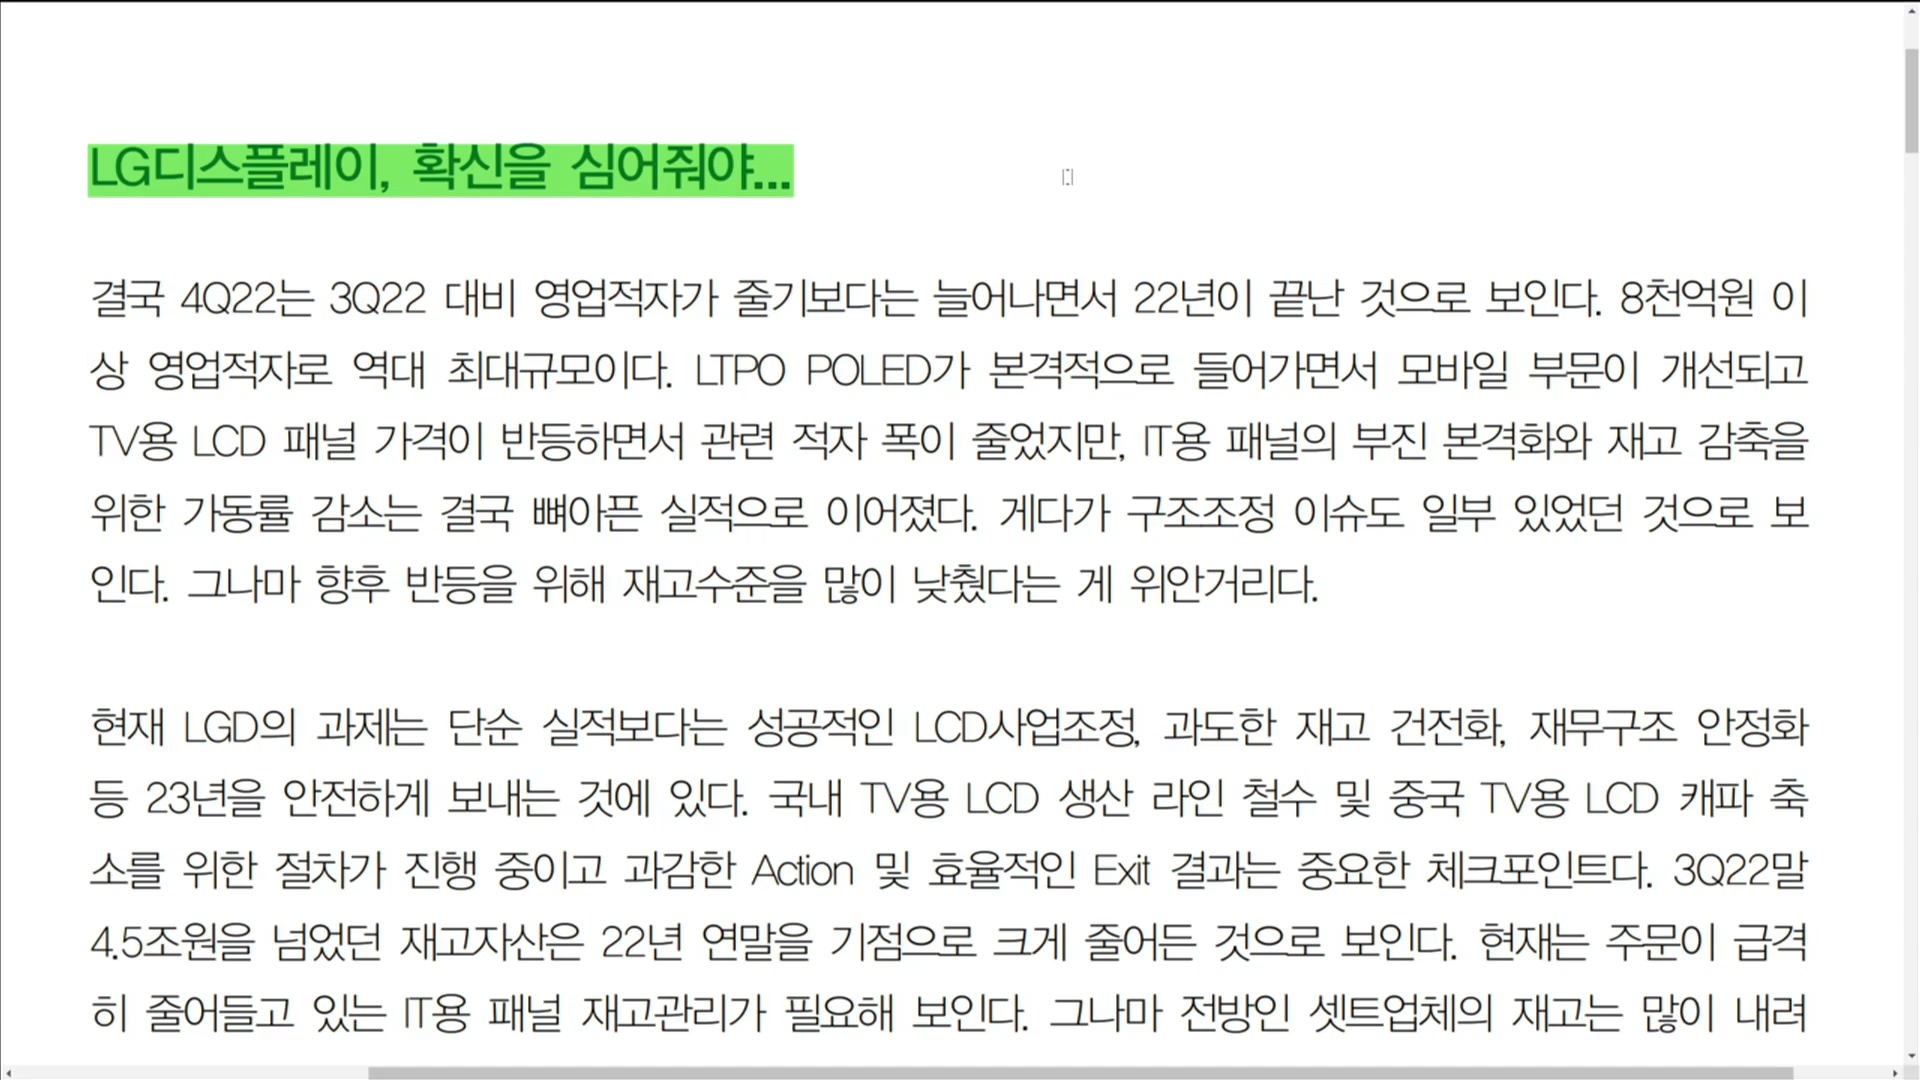 LG디스플레이, 확신을 심어줘야...
결국 4Q22는 3Q22 대비 영업적자가 줄기보다는 늘어나면서 22년이 끝난 것으로 보인다. 8천억원 이
상 영업적자로 역대 최대규모이다. LTPO POLED가 본격적으로 들어가면서 모바일 부문이 개선되고
TV용 LCD 패널 가격이 반등하면서 관련 적자 폭이 줄었지만, IT용 패널의 부진 본격화와 재고 감축을
위한 가동률 감소는 결국 뼈아픈 실적으로 이어졌다. 게다가 구조조정 이슈도 일부 있었던 것으로 보
인다. 그나마 향후 반등을 위해 재고수준을 많이 낮췄다는 게 위안거리다.
현재 LGD의 과제는 단순 실적보다는 성공적인 LCD사업조정, 과도한 재고 건전화, 재무구조 안정화
등 23년을 안전하게 보내는 것에 있다. 국내 TV용 LCD 생산 라인 철수 및 중국 TV용 LCD 캐파 축
소를 위한 절차가 진행 중이고 과감한 Action 및 효율적인 Exit 결과는 중요한 체크포인트다. 3Q22말
4.5조원을 넘었던 재고자산은 22년 연말을 기점으로 크게 줄어든 것으로 보인다. 현재는 주문이 급격
히 줄어들고 있는 IT용 패널 재고관리가 필요해 보인다. 그나마 전방인 셋트업체의 재고는 많이 내려